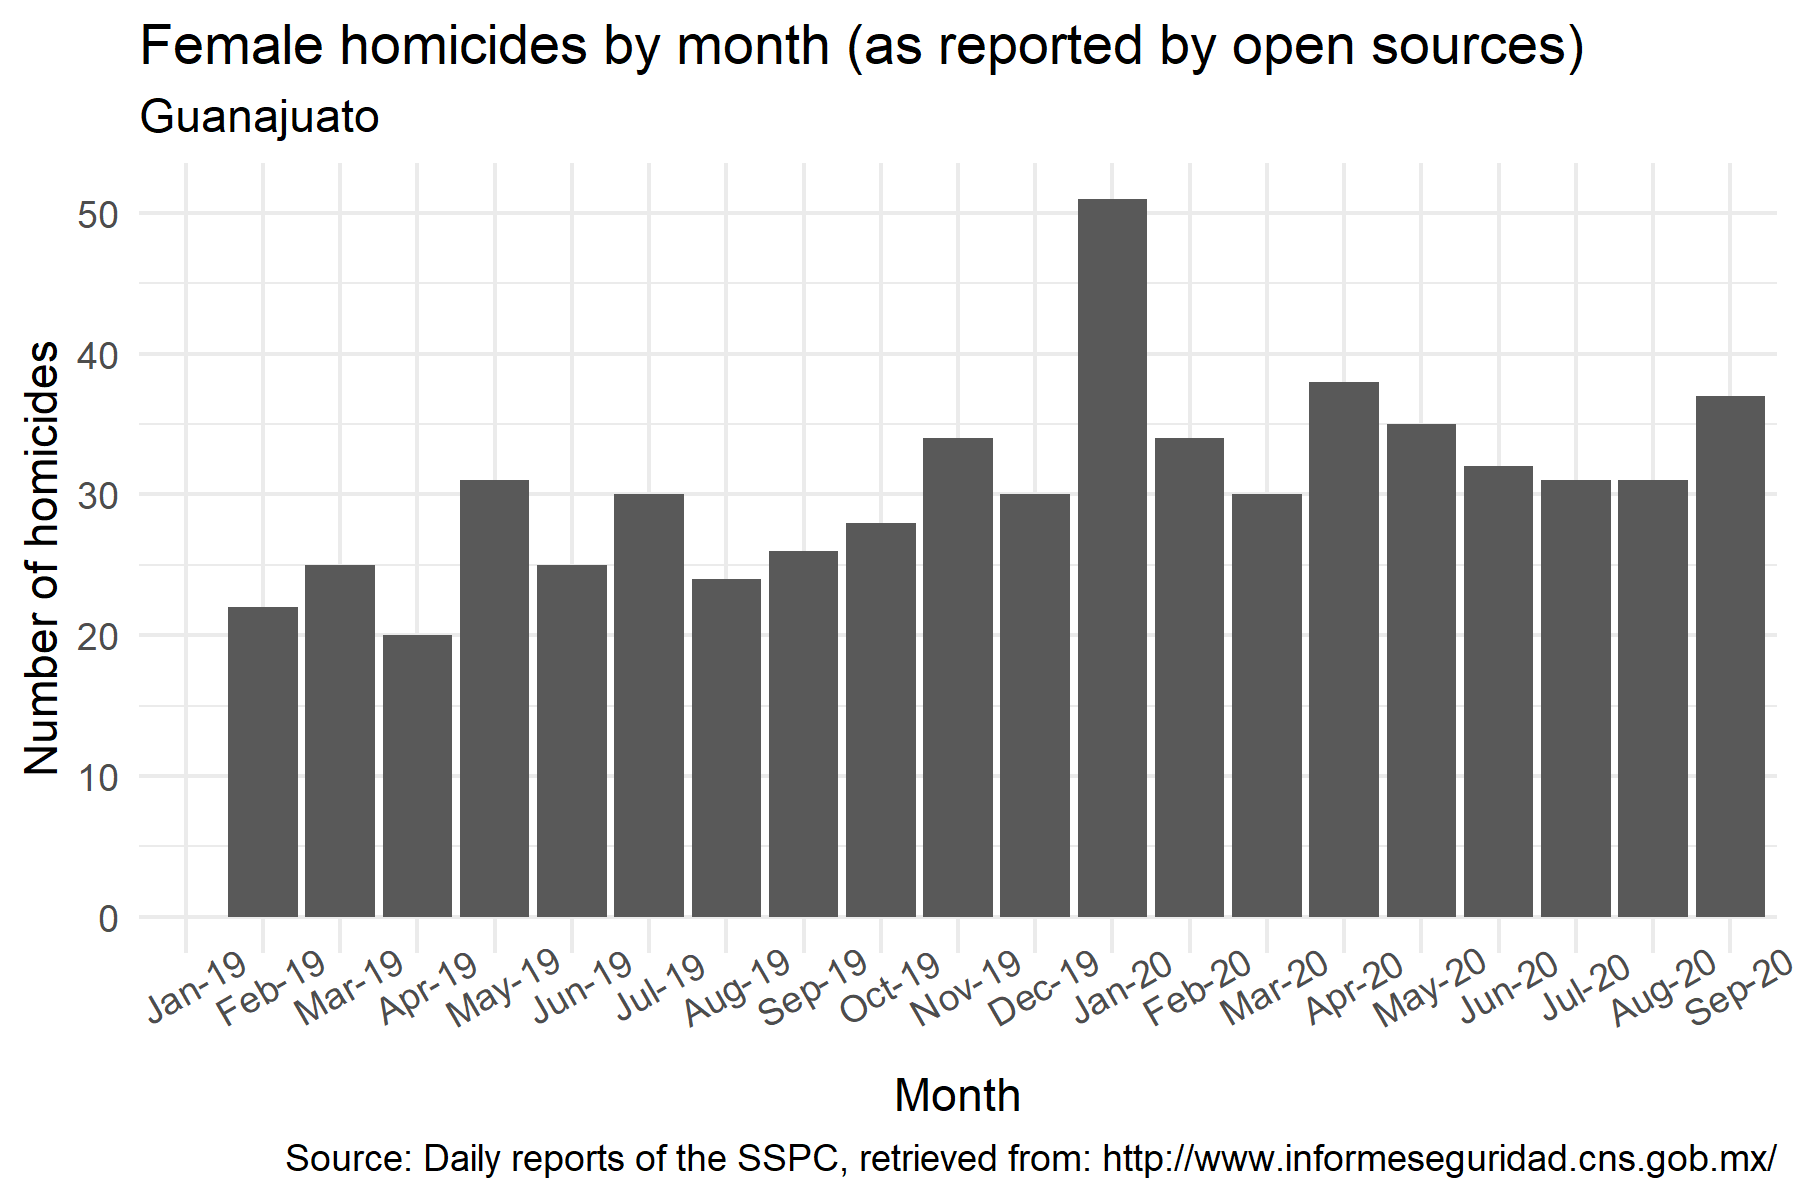 Female homicides by month (as reported by open sources)
Guanajuato
Number of homicides
50
40
30
20
10
0
Jan-19
Feb-19
Mar-19
Apr-19
May-19
Jun-19
Jul-19
Aug-19
Sep-19
Oct-19
Nov-19
Dec-19
Jan-20
Feb-20
Mar-20
Apr-20
May-20
Jun-20
Jul-20
Aug-20
Sep-20
Month
Source: Daily reports of the SSPC, retrieved from: http://www.informeseguridad.cns.gob.mx/